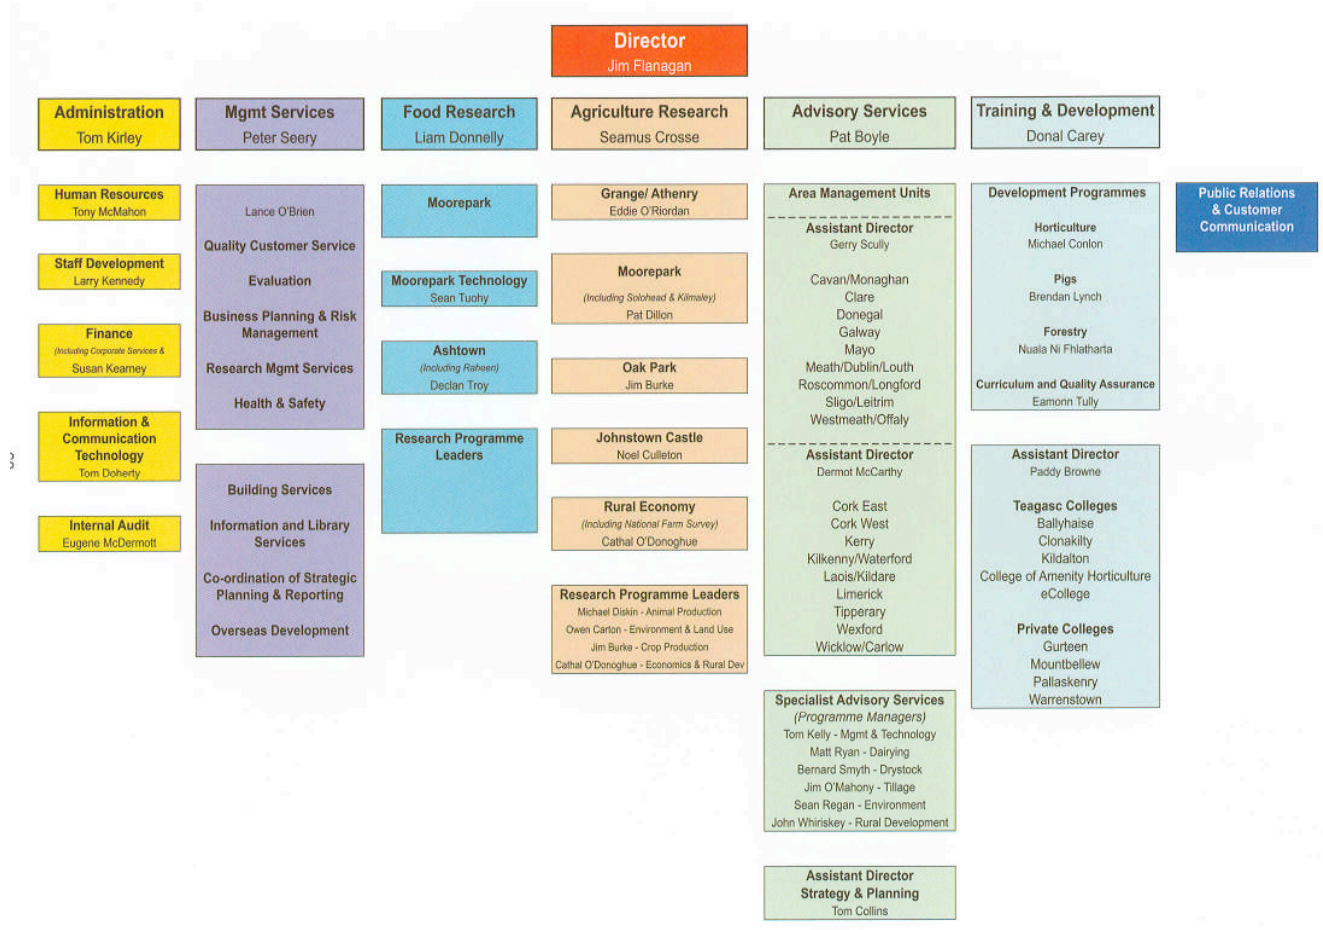 Director
Jim Flanagan
Administration
Tom Kirley
Human Resources
Tony McMahon
Staff Development
Larry Kennedy
Finance
(Including Corporate Services &
Susan Kearney
Information &
Communication
Technology
Tom Doherty
Internal Audit
Eugene McDermott
Mgmt Services
Peter Seery
Lance O'Brien
Quality Customer Service
Evaluation
Business Planning & Risk
Management
Research Mgmt Services
Health & Safety
Building Services
Information and Library
Services
Co-ordination of Strategic
Planning & Reporting
Overseas Development
Food Research
Liam Donnelly
Moorepark
Moorepark Technology
Sean Tuohy
Ashtown
(Including Raheen)
Declan Troy
Research Programme
Leaders
Agriculture Research
Seamus Crosse
Grange/ Athenry
Eddie O'Riordan
Moorepark
(Including Solohead & Kilmaley)
Pat Dillon
Oak Park
Jim Burke
Johnstown Castle
Noel Culleton
Rural Economy
(Including National Farm Survey)
Cathal O'Donoghue
Research Programme Leaders
Michael Diskin - Animal Production
Owen Carton - Environment & Land Use
Jim Burke - Crop Production
Cathal O'Donoghue - Economics & Rural Dev
Advisory Services
Pat Boyle
Area Management Units
Assistant Director
Gerry Scully
Cavan/Monaghan
Clare
Donegal
Galway
Mayo
Meath/Dublin/Louth
Roscommon/Longford
Sligo/Leitrim
Westmeath/Offaly
Assistant Director
Dermot McCarthy
Cork East
Cork West
Kerry
Kilkenny/Waterford
Laois/Kildare
Limerick
Tipperary
Wexford
Wicklow/Carlow
Specialist Advisory Services
(Programme Managers)
Tom Kelly - Mgmt & Technology
Matt Ryan - Dairying
Bernard Smyth - Drystock
Jim O'Mahony - Tillage
Sean Regan - Environment
John Whiriskey - Rural Development
Assistant Director
Strategy & Planning
Tom Collins
Training & Development
Donal Carey
Development Programmes
Horticulture
Michael Conlon
Pigs
Brendan Lynch
Forestry
Nuala Ni Fhlatharta
Curriculum and Quality Assurance
Eamonn Tully
Assistant Director
Paddy Browne
Teagasc Colleges
Ballyhaise
Clonakilty
Kildalton
College of Amenity Horticulture
eCollege
Private Colleges
Gurteen
Mountbellew
Pallaskenry
Warrenstown
Public Relations
& Customer
Communication